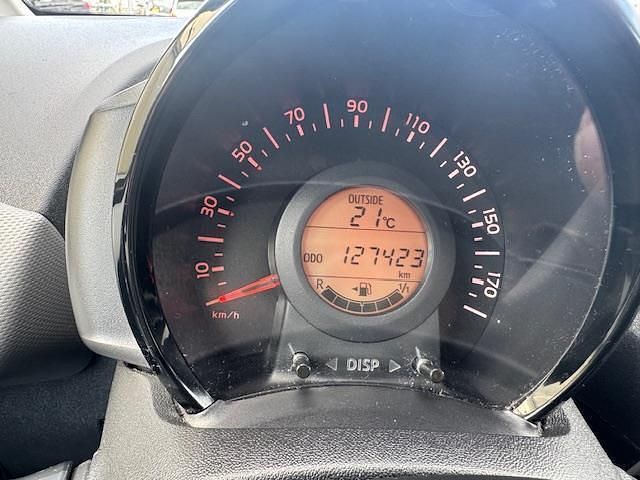 10
30
50
70
90
110
130
150
170
km/h
OUTSIDE
21°C
ODO 127423
km
R 1/1
◄ DISP ►